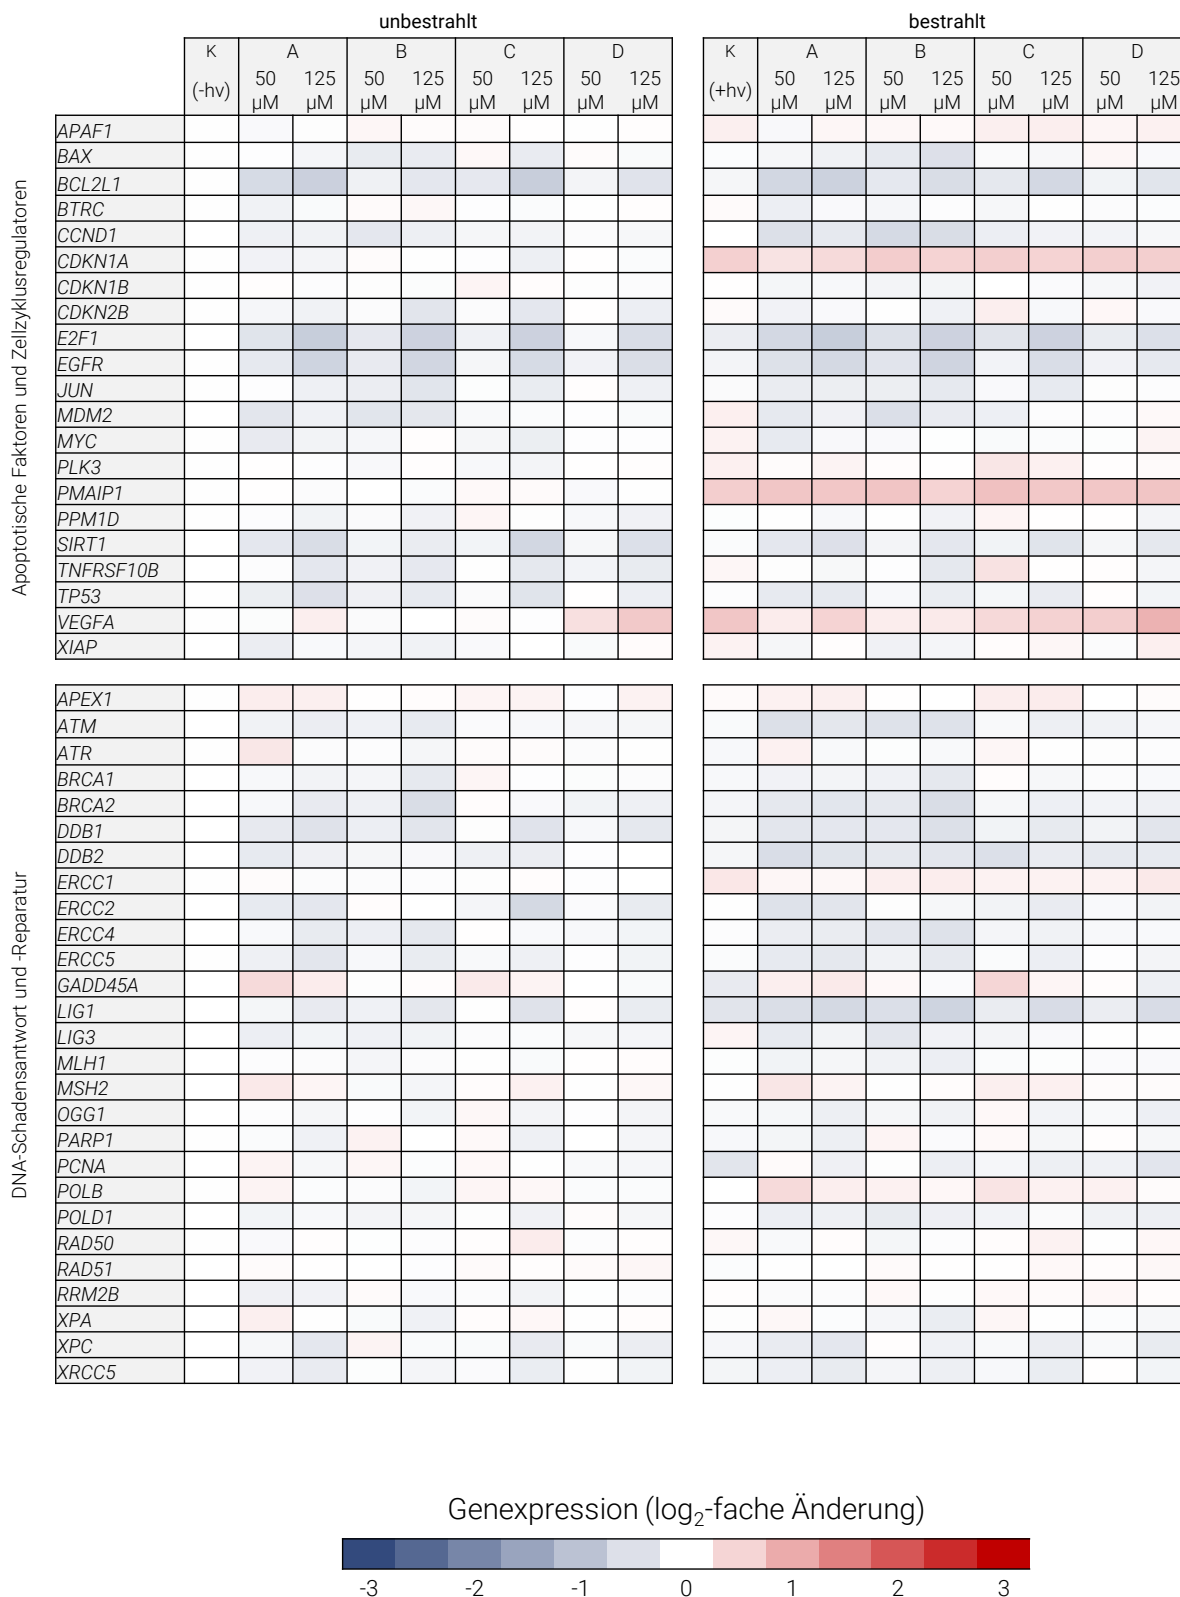 unbestrahlt bestrahlt
K A B C D K A B C D
(-hv) 50 µM 125 µM 50 µM 125 µM 50 µM 125 µM 50 µM 125 µM (+hv) 50 µM 125 µM 50 µM 125 µM 50 µM 125 µM 50 µM 125 µM
Apoptotische Faktoren und Zellzyklusregulatoren
APAF1
BAX
BCL2L1
BTRC
CCND1
CDKN1A
CDKN1B
CDKN2B
E2F1
EGFR
JUN
MDM2
MYC
PLK3
PMAIP1
PPM1D
SIRT1
TNFRSF10B
TP53
VEGFA
XIAP
DNA-Schadensantwort und -Reparatur
APEX1
ATM
ATR
BRCA1
BRCA2
DDB1
DDB2
ERCC1
ERCC2
ERCC4
ERCC5
GADD45A
LIG1
LIG3
MLH1
MSH2
OGG1
PARP1
PCNA
POLB
POLD1
RAD50
RAD51
RRM2B
XPA
XPC
XRCC5
Genexpression (log₂-fache Änderung)
-3 -2 -1 0 1 2 3